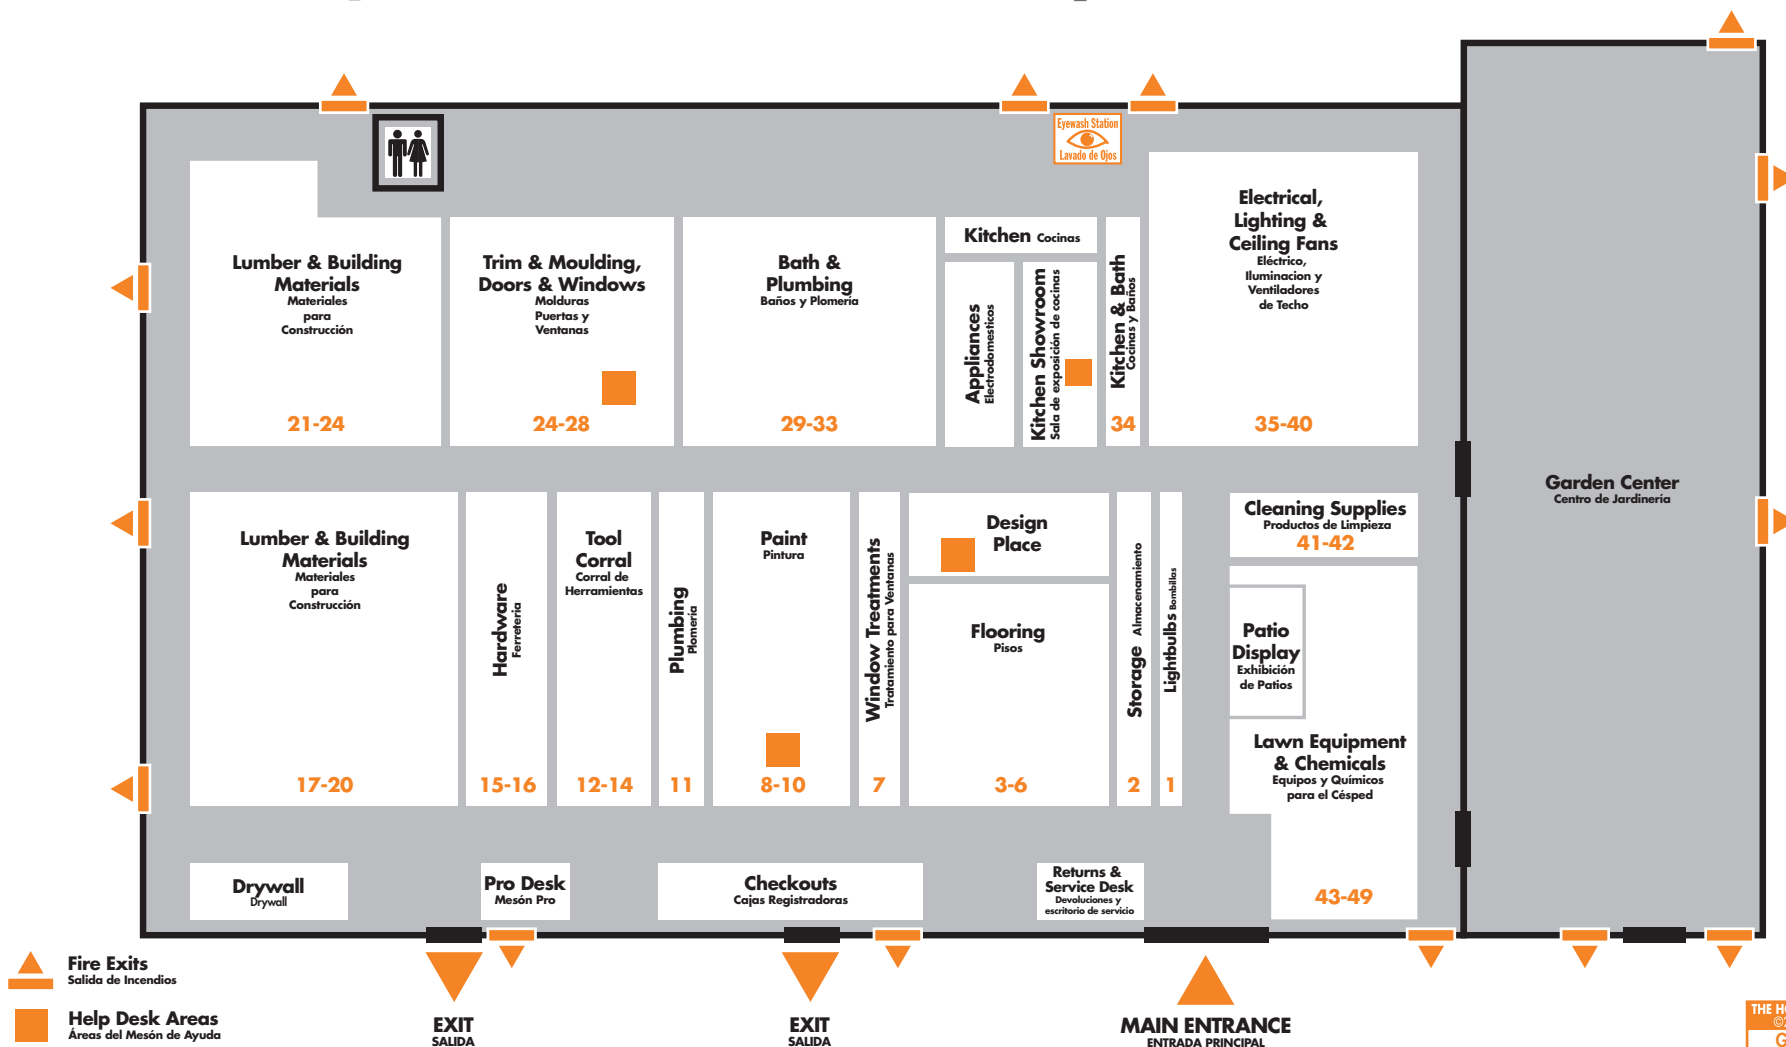 Eyewash Station
Lavado de Ojos
Lumber & Building
Materials
Materiales
para
Construcción
21-24
Trim & Moulding,
Doors & Windows
Molduras
Puertas y
Ventanas
24-28
Bath &
Plumbing
Baños y Plomería
29-33
Kitchen Cocinas
Appliances
Electrodomesticos
Kitchen Showroom
Sala de exposición de cocinas
Kitchen & Bath
Cocinas y Baños
34
Electrical,
Lighting &
Ceiling Fans
Eléctrico,
Iluminacion y
Ventiladores
de Techo
35-40
Garden Center
Centro de Jardinería
Lumber & Building
Materials
Materiales
para
Construcción
17-20
Hardware
Ferreteria
15-16
Tool
Corral
Corral de
Herramientas
12-14
Plumbing
Plomería
11
Paint
Pintura
8-10
Window Treatments
Tratamiento para Ventanas
7
Design
Place
Flooring
Pisos
3-6
Storage Almacenamiento
2
Lightbulbs Bombillas
1
Cleaning Supplies
Productos de Limpieza
41-42
Patio
Display
Exhibición
de Patios
Lawn Equipment
& Chemicals
Equipos y Químicos
para el Césped
43-49
Drywall
Drywall
Pro Desk
Mesón Pro
Checkouts
Cajas Registradoras
Returns &
Service Desk
Devoluciones y
escritorio de servicio
Fire Exits
Salida de Incendios
Help Desk Areas
Áreas del Mesón de Ayuda
EXIT
SALIDA
EXIT
SALIDA
MAIN ENTRANCE
ENTRADA PRINCIPAL
THE